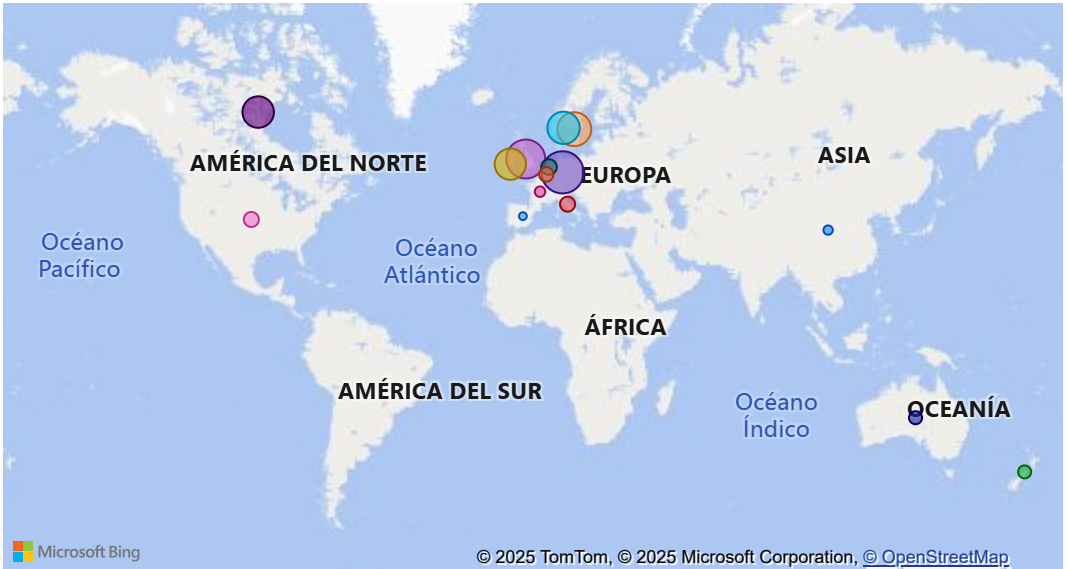 AMÉRICA DEL NORTE
EUROPA
ASIA
Océano
Pacífico
Océano
Atlántico
ÁFRICA
AMÉRICA DEL SUR
Océano
Índico
OCEANÍA
Microsoft Bing
© 2025 TomTom, © 2025 Microsoft Corporation, © OpenStreetMap